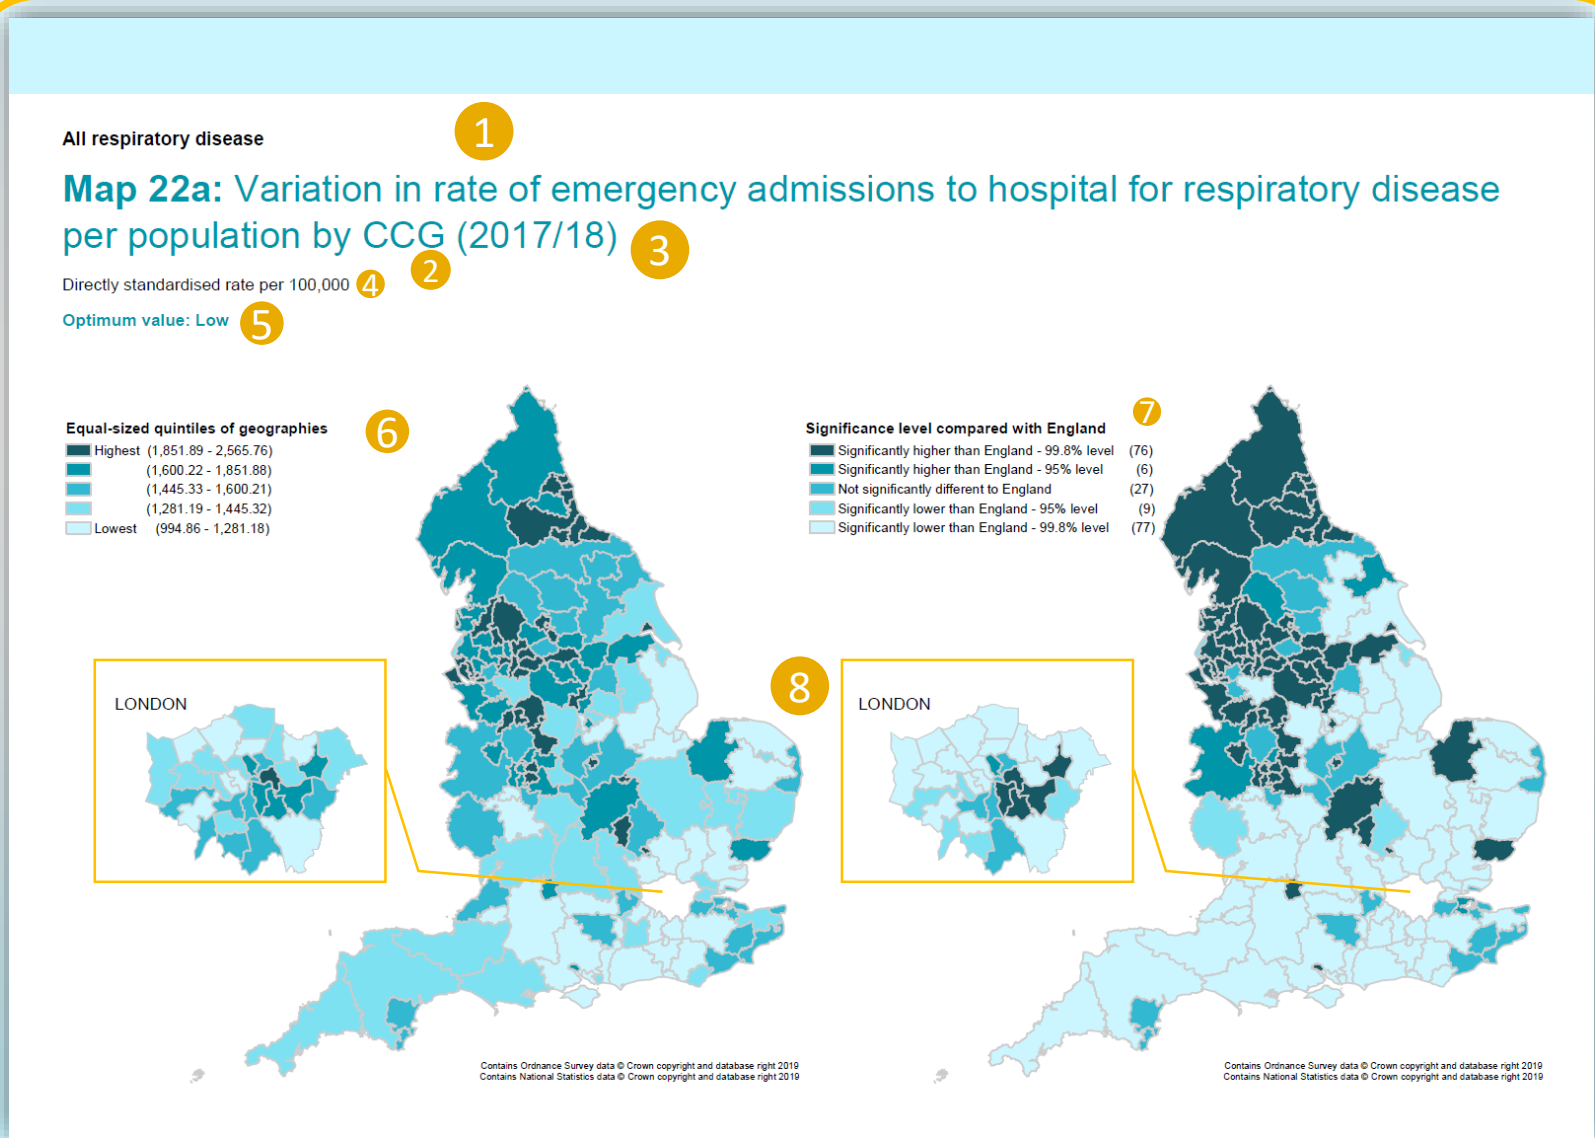 1
All respiratory disease
Map 22a: Variation in rate of emergency admissions to hospital for respiratory disease
per population by CCG (2017/18)
3
2
Directly standardised rate per 100,000
4
Optimum value: Low
5
Equal-sized quintiles of geographies
6
Highest (1,851.89 - 2,565.76)
(1,600.22 - 1,851.88)
(1,445.33 - 1,600.21)
(1,281.19 - 1,445.32)
Lowest (994.86 - 1,281.18)
7
Significance level compared with England
Significantly higher than England - 99.8% level (76)
Significantly higher than England - 95% level (6)
Not significantly different to England (27)
Significantly lower than England - 95% level (9)
Significantly lower than England - 99.8% level (77)
8
LONDON
LONDON
Contains Ordnance Survey data © Crown copyright and database right 2019
Contains National Statistics data © Crown copyright and database right 2019
Contains Ordnance Survey data © Crown copyright and database right 2019
Contains National Statistics data © Crown copyright and database right 2019